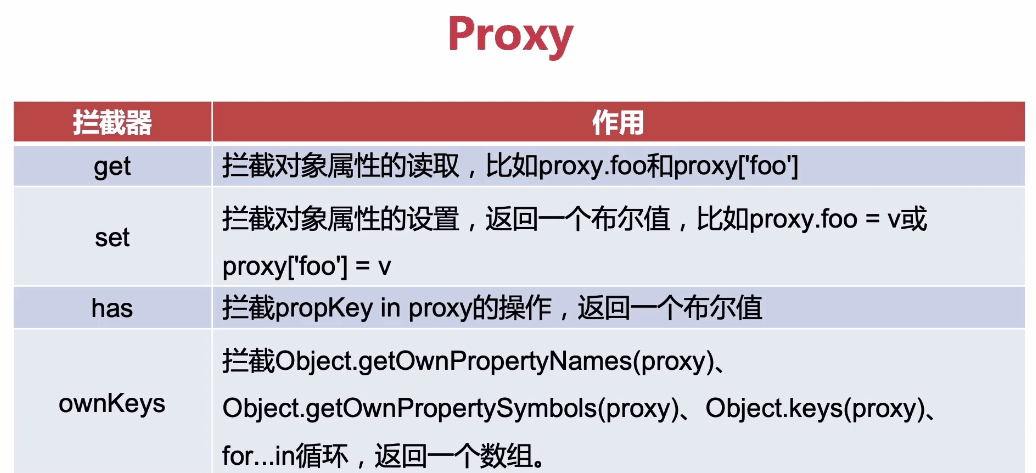 Proxy
拦截器 作用
get 拦截对象属性的读取，比如proxy.foo和proxy['foo']
set 拦截对象属性的设置，返回一个布尔值，比如proxy.foo = v或
proxy['foo'] = v
has 拦截propKey in proxy的操作，返回一个布尔值
ownKeys 拦截Object.getOwnPropertyNames(proxy)、
Object.getOwnPropertySymbols(proxy)、Object.keys(proxy)、
for...in循环，返回一个数组。